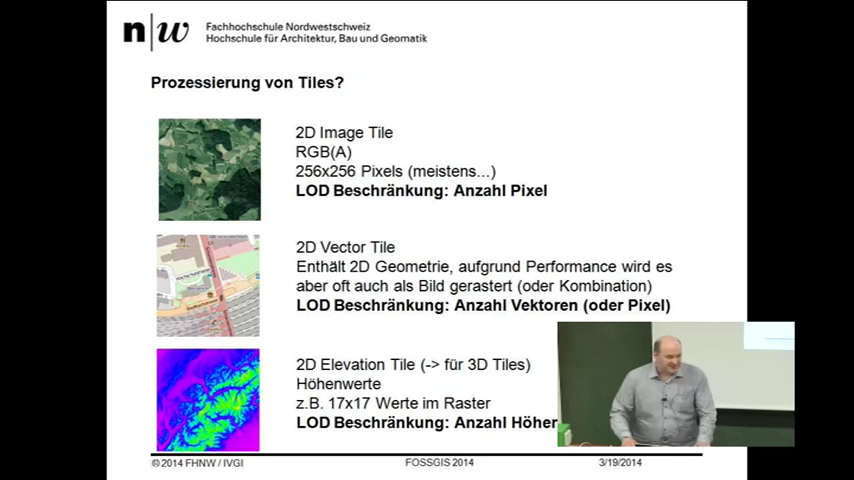 n w
Fachhochschule Nordwestschweiz
Hochschule für Architektur, Bau und Geomatik
Prozessierung von Tiles?
2D Image Tile
RGB(A)
256x256 Pixels (meistens...)
LOD Beschränkung: Anzahl Pixel
2D Vector Tile
Enthält 2D Geometrie, aufgrund Performance wird es
aber oft auch als Bild gerastert (oder Kombination)
LOD Beschränkung: Anzahl Vektoren (oder Pixel)
2D Elevation Tile (-> für 3D Tiles)
Höhenwerte
z.B. 17x17 Werte im Raster
LOD Beschränkung: Anzahl Höher
© 2014 FHNW / IVGI
FOSSGIS 2014
3/19/2014